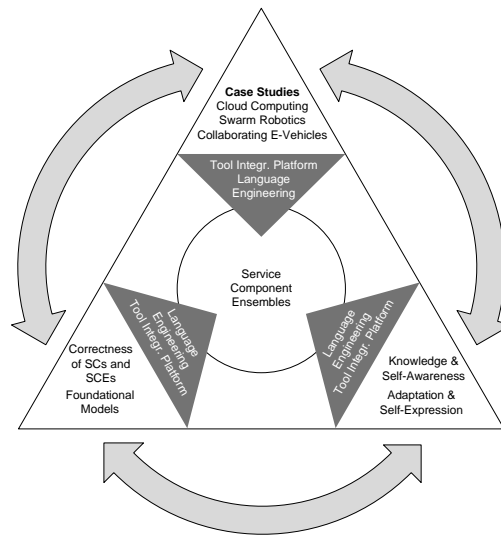 Case Studies
Cloud Computing
Swarm Robotics
Collaborating E-Vehicles
Tool Integr. Platform
Language
Engineering
Service
Component
Ensembles
Language
Engineering
Tool Integr. Platform
Language
Engineering
Tool Integr. Platform
Correctness
of SCs and
SCEs
Foundational
Models
Knowledge &
Self-Awareness
Adaptation &
Self-Expression